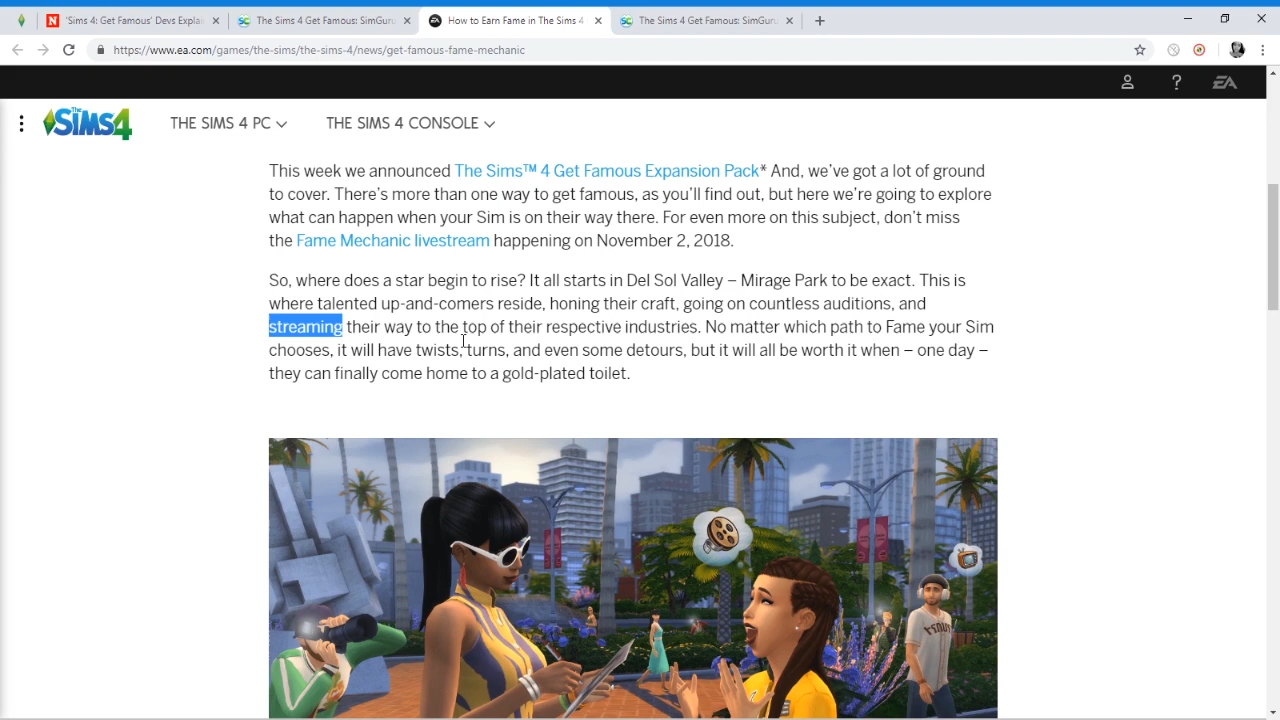 'Sims 4: Get Famous' Devs Explai
The Sims 4 Get Famous: SimGuru
How to Earn Fame in The Sims 4
The Sims 4 Get Famous: SimGuru
https://www.ea.com/games/the-sims/the-sims-4/news/get-famous-fame-mechanic
EA
The SiMS4
THE SIMS 4 PC
THE SIMS 4 CONSOLE
This week we announced The Sims™ 4 Get Famous Expansion Pack* And, we've got a lot of ground
to cover. There's more than one way to get famous, as you'll find out, but here we're going to explore
what can happen when your Sim is on their way there. For even more on this subject, don't miss
the Fame Mechanic livestream happening on November 2, 2018.
So, where does a star begin to rise? It all starts in Del Sol Valley – Mirage Park to be exact. This is
where talented up-and-comers reside, honing their craft, going on countless auditions, and
streaming their way to the top of their respective industries. No matter which path to Fame your Sim
chooses, it will have twists, turns, and even some detours, but it will all be worth it when – one day –
they can finally come home to a gold-plated toilet.